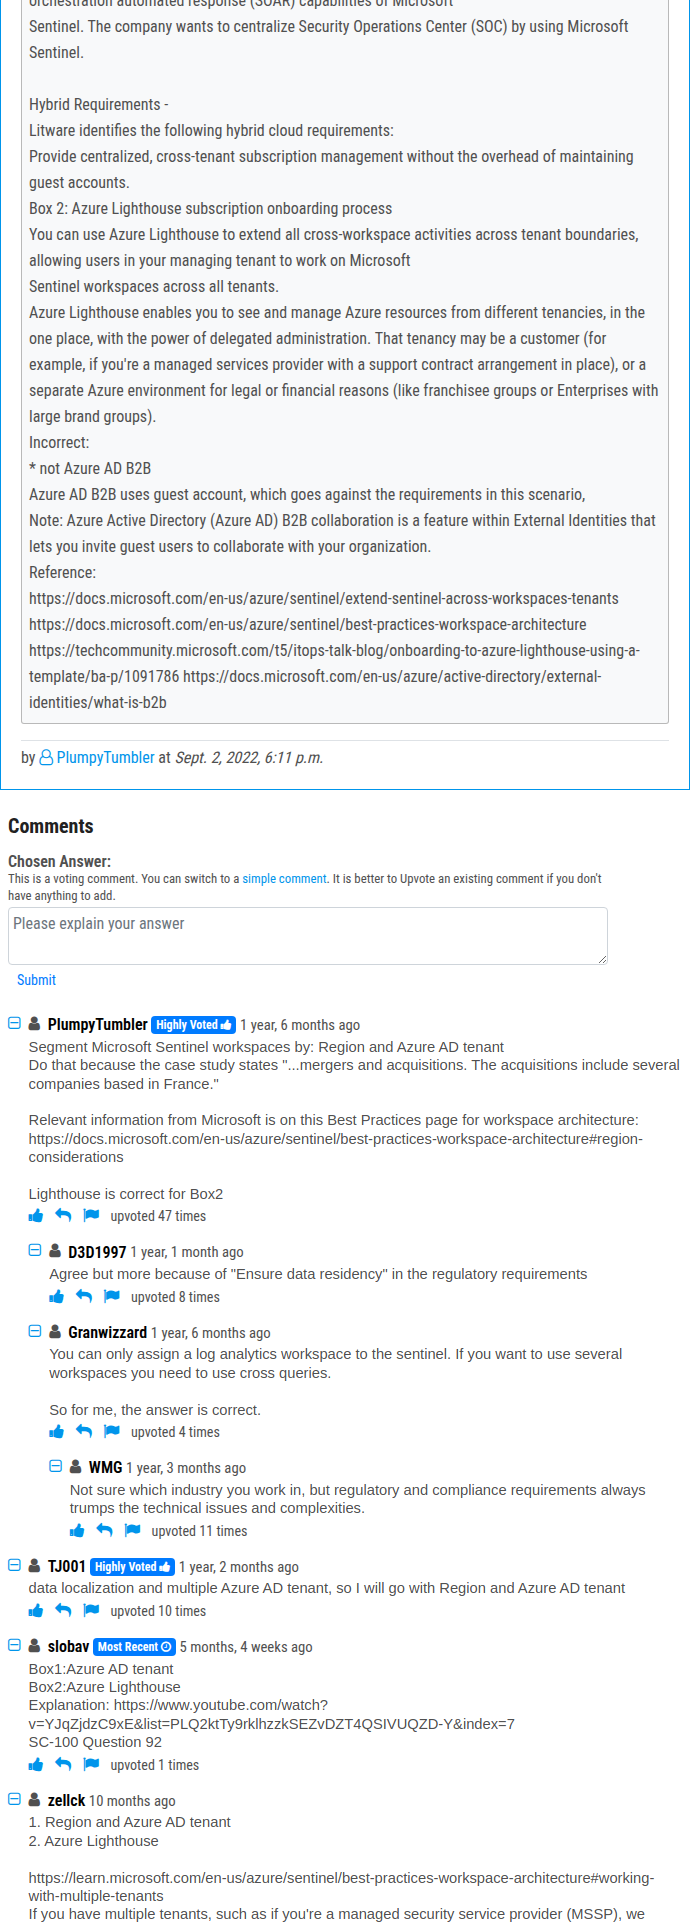 orchestration automated response (SOAR) capabilities of Microsoft
Sentinel. The company wants to centralize Security Operations Center (SOC) by using Microsoft
Sentinel.
Hybrid Requirements -
Litware identifies the following hybrid cloud requirements:
Provide centralized, cross-tenant subscription management without the overhead of maintaining
guest accounts.
Box 2: Azure Lighthouse subscription onboarding process
You can use Azure Lighthouse to extend all cross-workspace activities across tenant boundaries,
allowing users in your managing tenant to work on Microsoft
Sentinel workspaces across all tenants.
Azure Lighthouse enables you to see and manage Azure resources from different tenancies, in the
one place, with the power of delegated administration. That tenancy may be a customer (for
example, if you're a managed services provider with a support contract arrangement in place), or a
separate Azure environment for legal or financial reasons (like franchisee groups or Enterprises with
large brand groups).
Incorrect:
* not Azure AD B2B
Azure AD B2B uses guest account, which goes against the requirements in this scenario,
Note: Azure Active Directory (Azure AD) B2B collaboration is a feature within External Identities that
lets you invite guest users to collaborate with your organization.
Reference:
https://docs.microsoft.com/en-us/azure/sentinel/extend-sentinel-across-workspaces-tenants
https://docs.microsoft.com/en-us/azure/sentinel/best-practices-workspace-architecture
https://techcommunity.microsoft.com/t5/itops-talk-blog/onboarding-to-azure-lighthouse-using-a-
template/ba-p/1091786 https://docs.microsoft.com/en-us/azure/active-directory/external-
identities/what-is-b2b
by PlumpyTumbler at Sept. 2, 2022, 6:11 p.m.
Comments
Chosen Answer:
This is a voting comment. You can switch to a simple comment. It is better to Upvote an existing comment if you don't
have anything to add.
Please explain your answer
Submit
PlumpyTumbler Highly Voted 1 year, 6 months ago
Segment Microsoft Sentinel workspaces by: Region and Azure AD tenant
Do that because the case study states "...mergers and acquisitions. The acquisitions include several
companies based in France."
Relevant information from Microsoft is on this Best Practices page for workspace architecture:
https://docs.microsoft.com/en-us/azure/sentinel/best-practices-workspace-architecture#region-
considerations
Lighthouse is correct for Box2
upvoted 47 times
D3D1997 1 year, 1 month ago
Agree but more because of "Ensure data residency" in the regulatory requirements
upvoted 8 times
Granwizzard 1 year, 6 months ago
You can only assign a log analytics workspace to the sentinel. If you want to use several
workspaces you need to use cross queries.
So for me, the answer is correct.
upvoted 4 times
WMG 1 year, 3 months ago
Not sure which industry you work in, but regulatory and compliance requirements always
trumps the technical issues and complexities.
upvoted 11 times
TJ001 Highly Voted 1 year, 2 months ago
data localization and multiple Azure AD tenant, so I will go with Region and Azure AD tenant
upvoted 10 times
slobav Most Recent 5 months, 4 weeks ago
Box1:Azure AD tenant
Box2:Azure Lighthouse
Explanation: https://www.youtube.com/watch?
v=YJqZjdzC9xE&list=PLQ2ktTy9rklhzzkSEZvDZT4QSIVUQZD-Y&index=7
SC-100 Question 92
upvoted 1 times
zellck 10 months ago
1. Region and Azure AD tenant
2. Azure Lighthouse
https://learn.microsoft.com/en-us/azure/sentinel/best-practices-workspace-architecture#working-
with-multiple-tenants
If you have multiple tenants, such as if you're a managed security service provider (MSSP), we